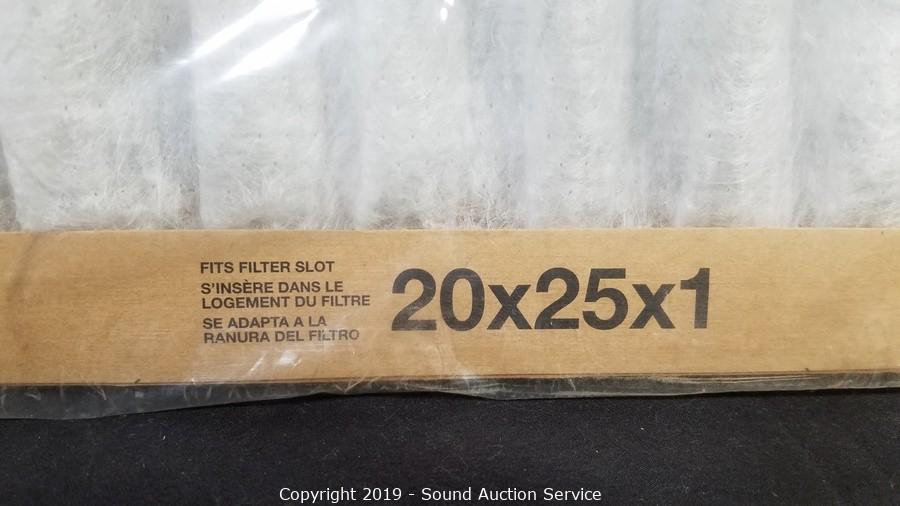 FITS FILTER SLOT
S'INSÈRE DANS LE
LOGEMENT DU FILTRE
SE ADAPTA A LA
RANURA DEL FILTRO
20x25x1
Copyright 2019 - Sound Auction Service